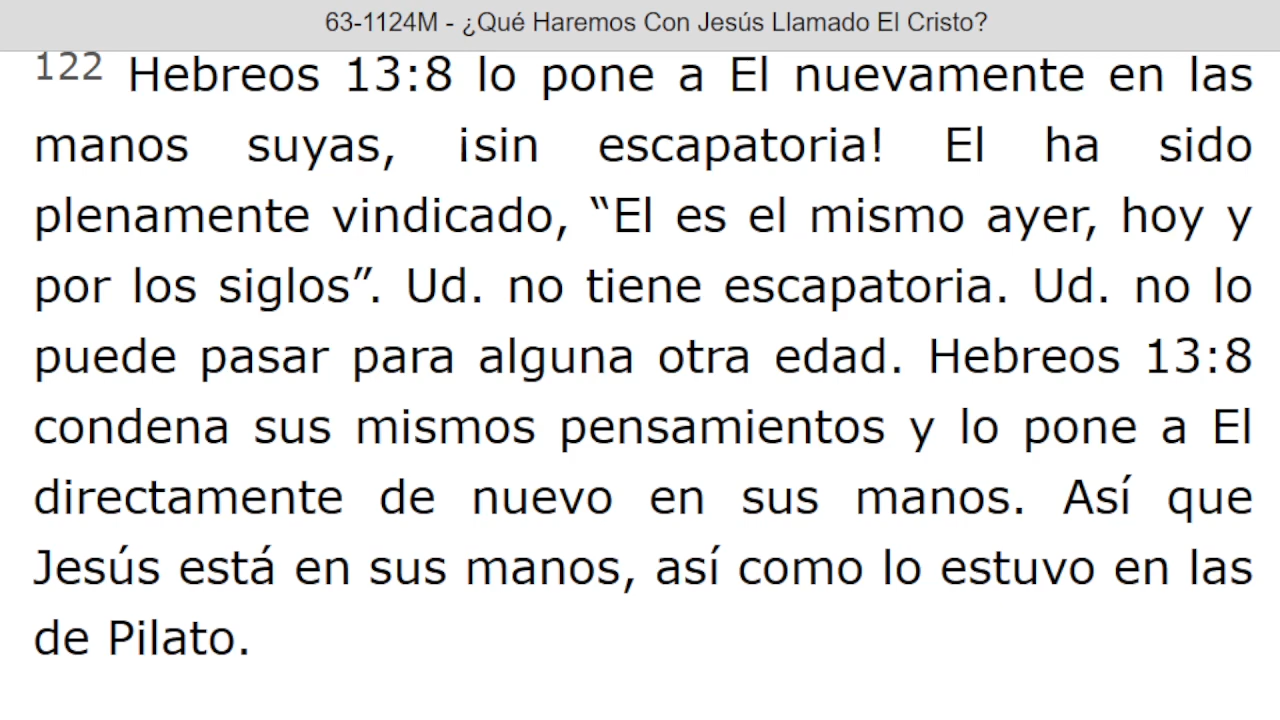 63-1124M - ¿Qué Haremos Con Jesús Llamado El Cristo?
122 Hebreos 13:8 lo pone a El nuevamente en las
manos suyas, ¡sin escapatoria! El ha sido
plenamente vindicado, “El es el mismo ayer, hoy y
por los siglos”. Ud. no tiene escapatoria. Ud. no lo
puede pasar para alguna otra edad. Hebreos 13:8
condena sus mismos pensamientos y lo pone a El
directamente de nuevo en sus manos. Así que
Jesús está en sus manos, así como lo estuvo en las
de Pilato.